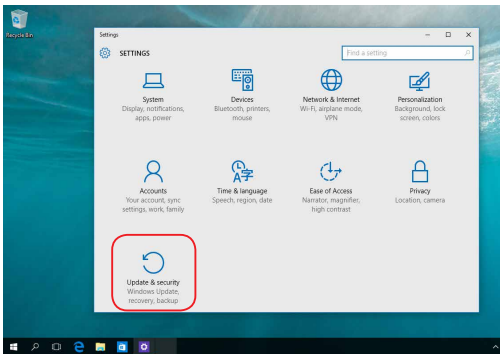 Recycle Bin
Settings
SETTINGS
Find a setting
System
Display, notifications,
apps, power
Devices
Bluetooth, printers,
mouse
Network & Internet
Wi-Fi, airplane mode,
VPN
Personalization
Background, lock
screen, colors
Accounts
Your account, sync
settings, work, family
Time & language
Speech, region, date
Ease of Access
Narrator, magnifier,
high contrast
Privacy
Location, camera
Update & security
Windows Update,
recovery, backup